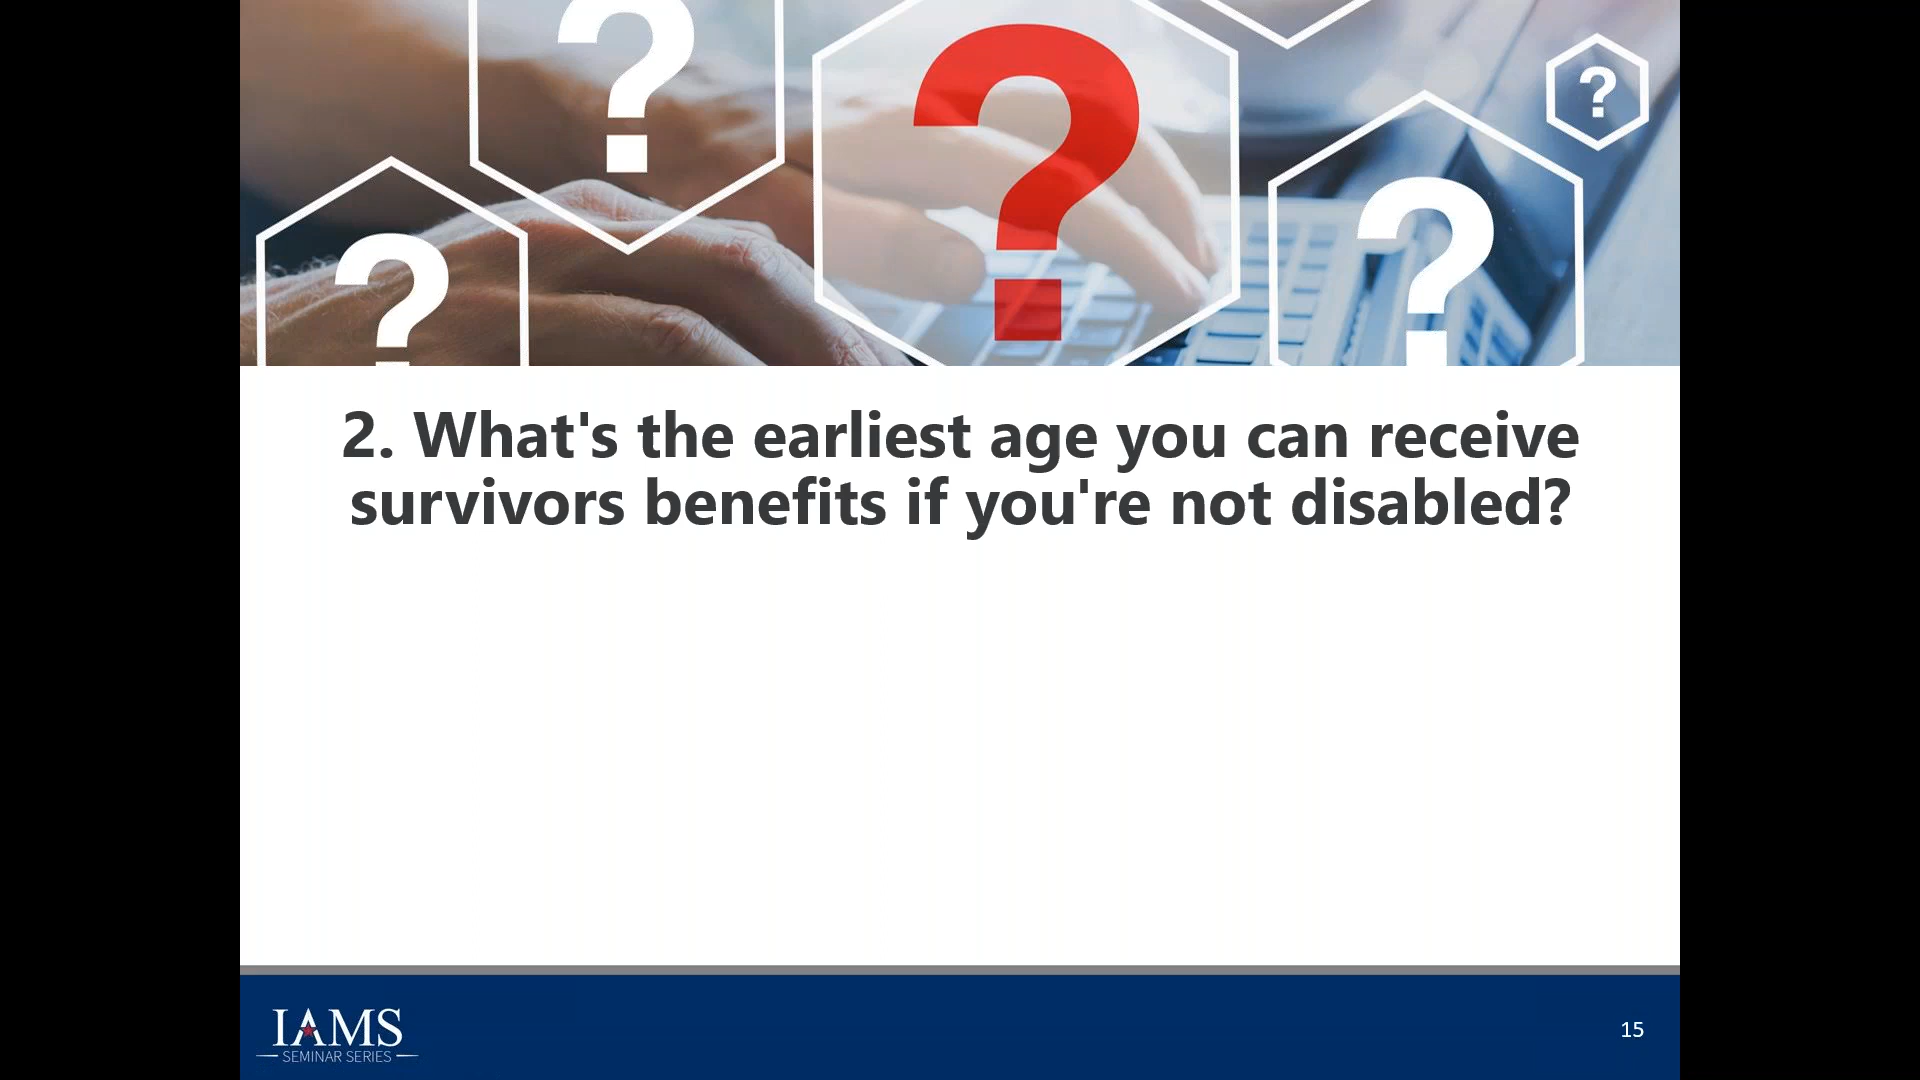 ?
?
?
?
?
2. What's the earliest age you can receive
survivors benefits if you're not disabled?
IAMS
SEMINAR SERIES
15